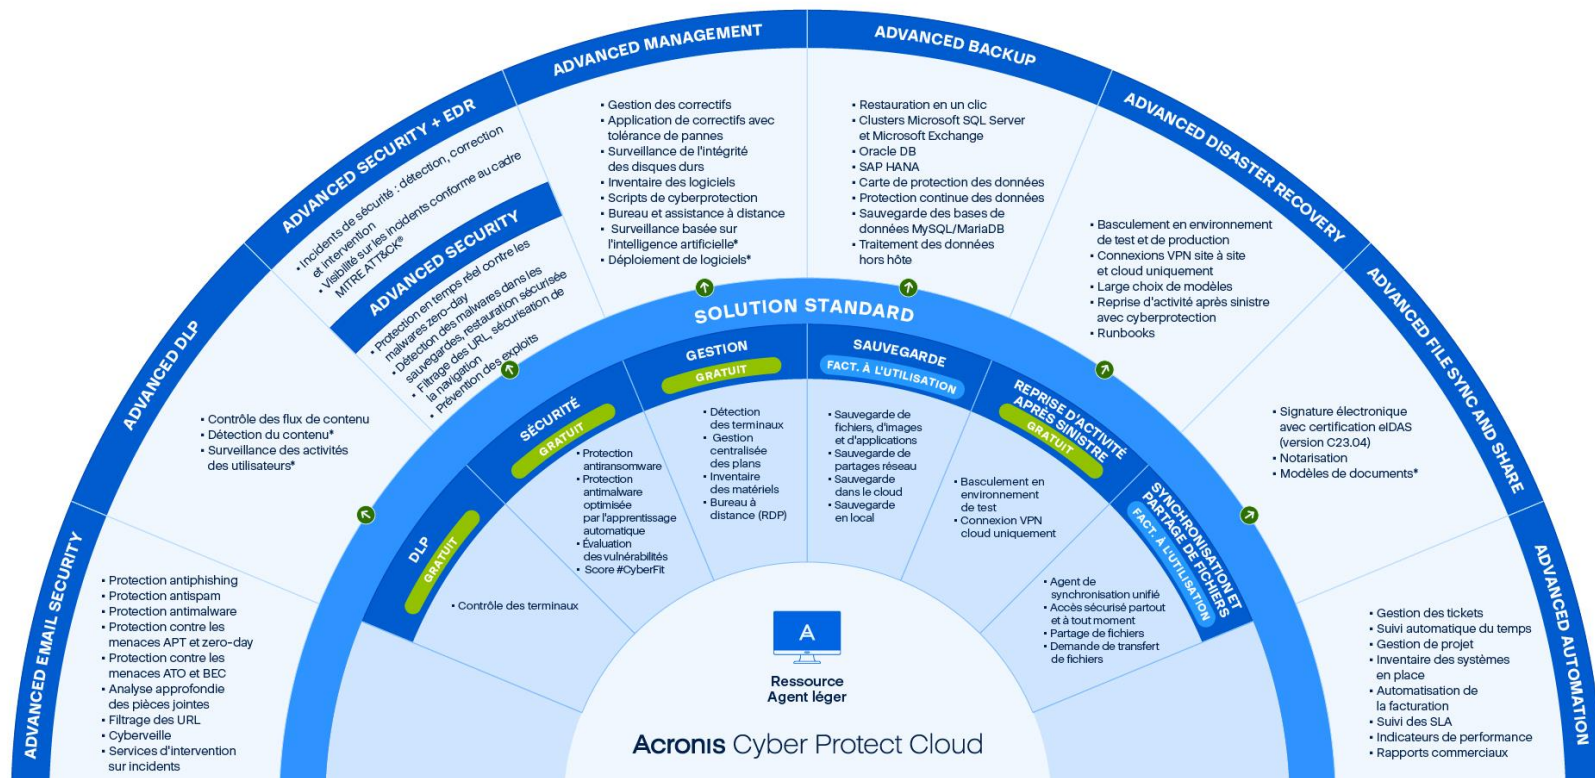 ADVANCED EMAIL SECURITY
▪ Protection antiphishing
▪ Protection antispam
▪ Protection antimalware
▪ Protection contre les
menaces APT et zero-day
▪ Protection contre les
menaces ATO et BEC
▪ Analyse approfondie
des pièces jointes
▪ Filtrage des URL
▪ Cyberveille
▪ Services d'intervention
sur incidents
ADVANCED DLP
▪ Contrôle des flux de contenu
▪ Détection du contenu*
▪ Surveillance des activités
des utilisateurs*
ADVANCED SECURITY + EDR
▪ Incidents de sécurité : détection, correction
et intervention
▪ Visibilité sur les incidents conforme au cadre
MITRE ATT&CK®
ADVANCED SECURITY
▪ Protection en temps réel contre les
malwares zero-day
▪ Détection des malwares dans les
sauvegardes, restauration sécurisée
▪ Filtrage des URL, sécurisation de
la navigation
▪ Prévention des exploits
ADVANCED MANAGEMENT
▪ Gestion des correctifs
▪ Application de correctifs avec
tolérance de pannes
▪ Surveillance de l'intégrité
des disques durs
▪ Inventaire des logiciels
▪ Scripts de cyberprotection
▪ Bureau et assistance à distance
▪ Surveillance basée sur
l'intelligence artificielle*
▪ Déploiement de logiciels*
ADVANCED BACKUP
▪ Restauration en un clic
▪ Clusters Microsoft SQL Server
et Microsoft Exchange
▪ Oracle DB
▪ SAP HANA
▪ Carte de protection des données
▪ Protection continue des données
▪ Sauvegarde des bases de
données MySQL/MariaDB
▪ Traitement des données
hors hôte
ADVANCED DISASTER RECOVERY
▪ Basculement en environnement
de test et de production
▪ Connexions VPN site à site
et cloud uniquement
▪ Large choix de modèles
▪ Reprise d'activité après sinistre
avec cyberprotection
▪ Runbooks
ADVANCED FILE SYNC AND SHARE
▪ Signature électronique
avec certification eIDAS
(version C23.04)
▪ Notarisation
▪ Modèles de documents*
ADVANCED AUTOMATION
▪ Gestion des tickets
▪ Suivi automatique du temps
▪ Gestion de projet
▪ Inventaire des systèmes
en place
▪ Automatisation de
la facturation
▪ Suivi des SLA
▪ Indicateurs de performance
▪ Rapports commerciaux
SOLUTION STANDARD
DLP
GRATUIT
▪ Contrôle des terminaux
SÉCURITÉ
GRATUIT
▪ Protection
antiransomware
▪ Protection
antimalware
optimisée
par l'apprentissage
automatique
▪ Évaluation
des vulnérabilités
▪ Score #CyberFit
GESTION
GRATUIT
▪ Détection
des terminaux
▪ Gestion
centralisée
des plans
▪ Inventaire
des matériels
▪ Bureau à
distance (RDP)
SAUVEGARDE
FACT. À L'UTILISATION
▪ Sauvegarde de
fichiers, d'images
et d'applications
▪ Sauvegarde de
partages réseau
▪ Sauvegarde
dans le cloud
▪ Sauvegarde
en local
REPRISE D'ACTIVITÉ
APRÈS SINISTRE
GRATUIT
▪ Basculement en
environnement
de test
▪ Connexion VPN
cloud uniquement
SYNCHRONISATION ET
PARTAGE DE FICHIERS
FACT. À L'UTILISATION
▪ Agent de
synchronisation unifié
▪ Accès sécurisé partout
et à tout moment
▪ Partage de fichiers
▪ Demande de transfert
de fichiers
Ressource
Agent léger
Acronis Cyber Protect Cloud